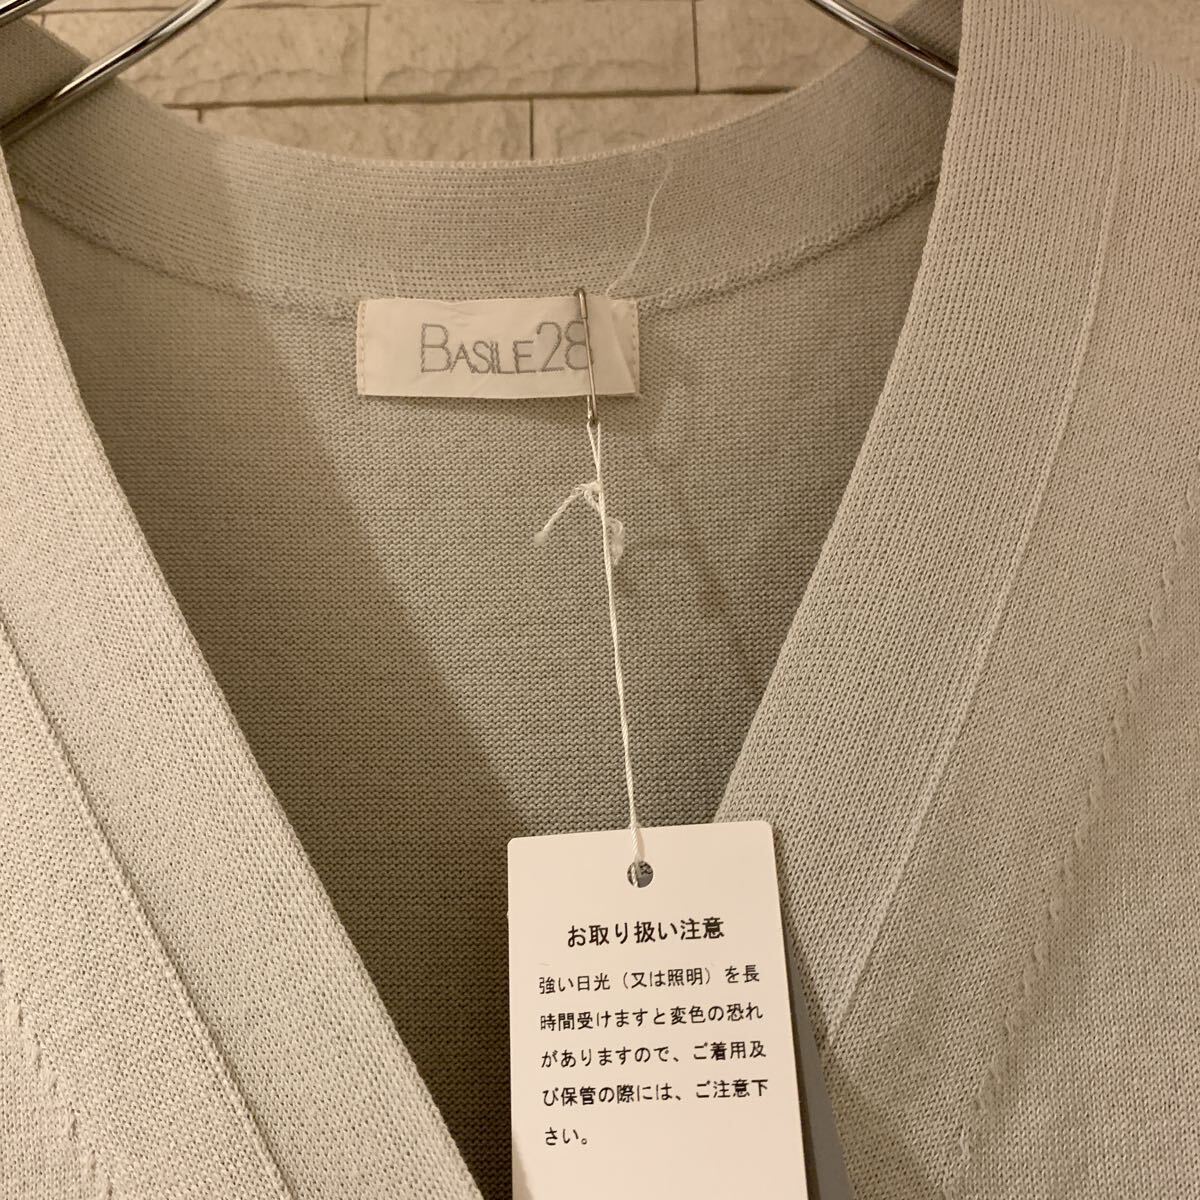 BASILE28
お取り扱い注意
強い日光（又は照明）を長
時間受けますと変色の恐れ
がありますので、ご着用及
び保管の際には、ご注意下
さい。